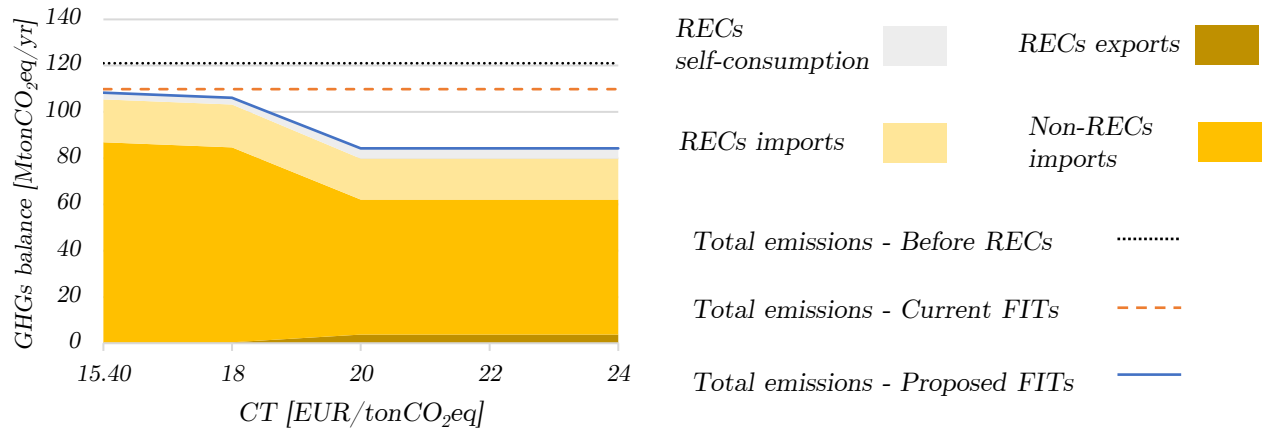 GHGs balance [MtonCO₂eq/yr]
140
120
100
80
60
40
20
0
15.40 18 20 22 24
CT [EUR/tonCO₂eq]
RECs
self-consumption
RECs exports
RECs imports
Non-RECs
imports
Total emissions - Before RECs
Total emissions - Current FITs
Total emissions - Proposed FITs